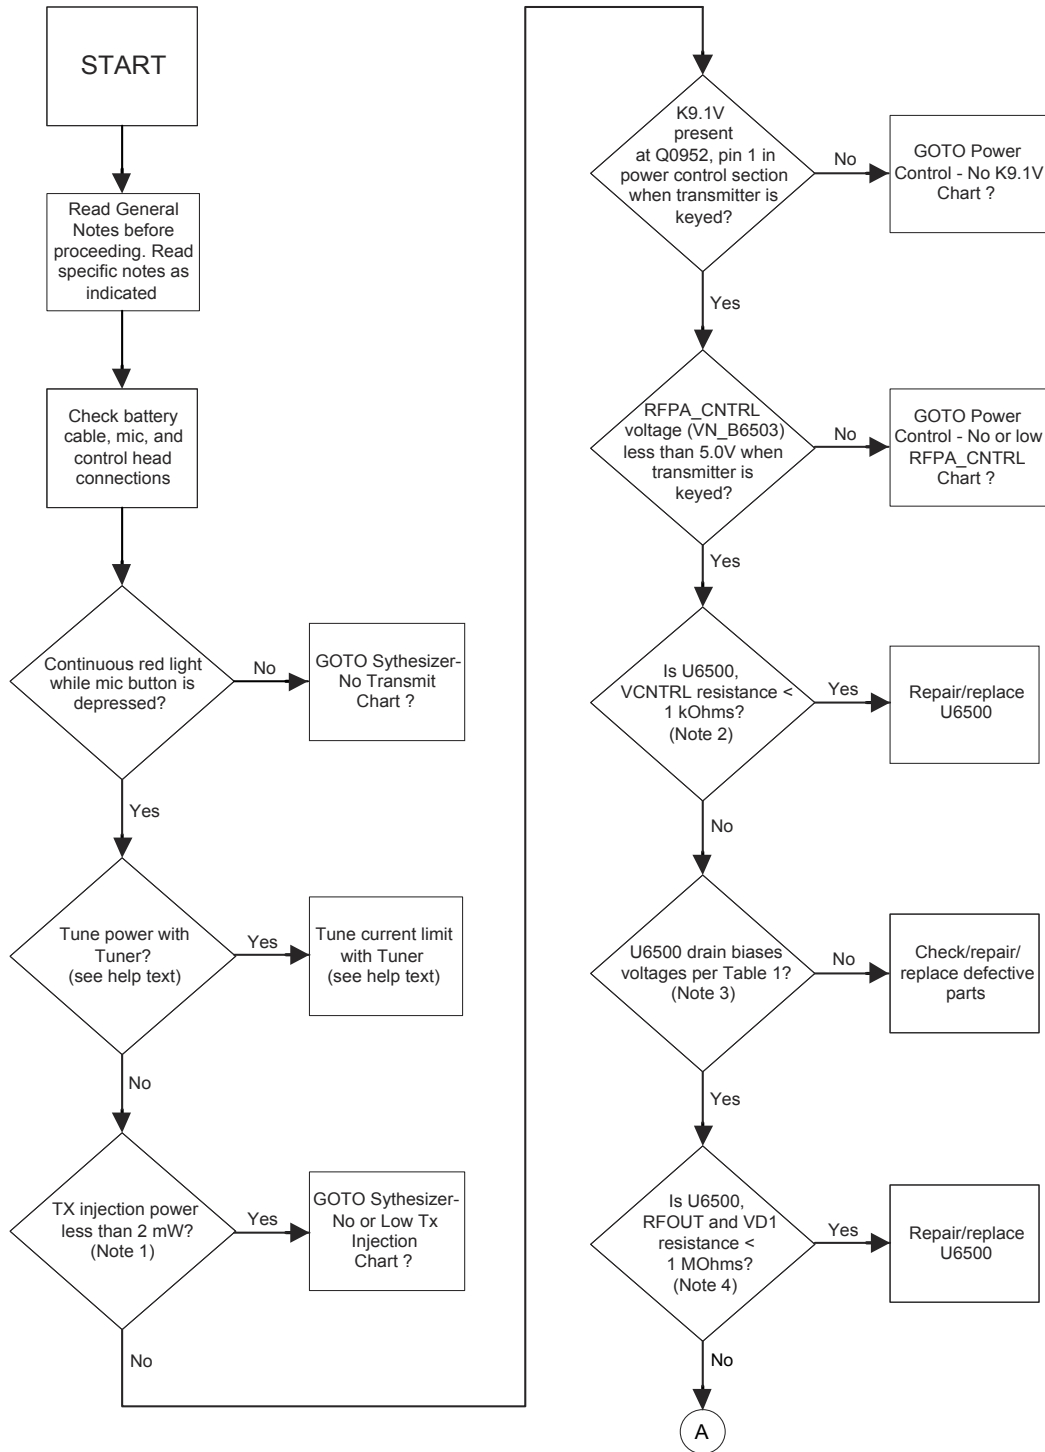 START
Read General
Notes before
proceeding. Read
specific notes as
indicated
Check battery
cable, mic, and
control head
connections
Continuous red light
while mic button is
depressed?
No
GOTO Sythesizer-
No Transmit
Chart ?
Yes
Tune power with
Tuner?
(see help text)
Yes
Tune current limit
with Tuner
(see help text)
No
TX injection power
less than 2 mW?
(Note 1)
Yes
GOTO Sythesizer-
No or Low Tx
Injection
Chart ?
No
K9.1V
present
at Q0952, pin 1 in
power control section
when transmitter is
keyed?
No
GOTO Power
Control - No K9.1V
Chart ?
Yes
RFPA_CNTRL
voltage (VN_B6503)
less than 5.0V when
transmitter is
keyed?
No
GOTO Power
Control - No or low
RFPA_CNTRL
Chart ?
Yes
Is U6500,
VCNTRL resistance <
1 kOhms?
(Note 2)
Yes
Repair/replace
U6500
No
U6500 drain biases
voltages per Table 1?
(Note 3)
No
Check/repair/
replace defective
parts
Yes
Is U6500,
RFOUT and VD1
resistance <
1 MOhms?
(Note 4)
Yes
Repair/replace
U6500
No
A